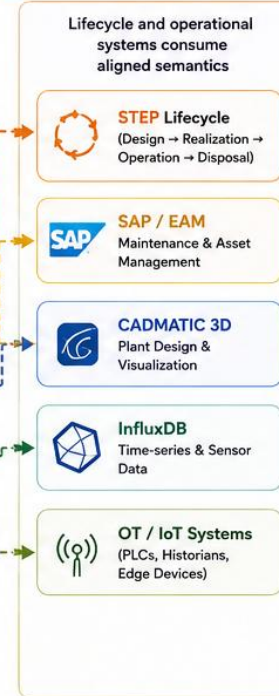 Lifecycle and operational
systems consume
aligned semantics
STEP Lifecycle
(Design → Realization →
Operation → Disposal)
SAP
SAP / EAM
Maintenance & Asset
Management
CADMATIC 3D
Plant Design &
Visualization
InfluxDB
Time-series & Sensor
Data
OT / IoT Systems
(PLCs, Historians,
Edge Devices)